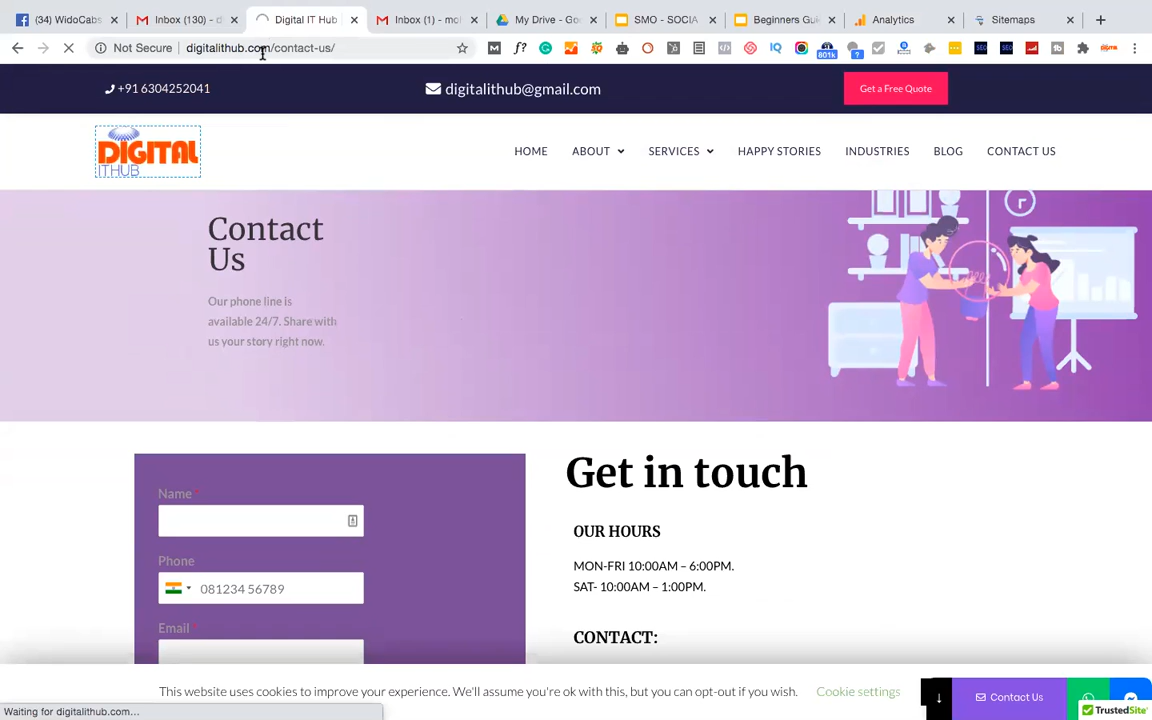 (34) WidoCabs
Inbox (130) - d
Digital IT Hub
Inbox (1) - mol
My Drive - Goo
SMO - SOCIA
Beginners Gui
Analytics
Sitemaps
Not Secure
digitalithub.com/contact-us/
801k
+91 6304252041
digitalithub@gmail.com
Get a Free Quote
DIGITAL
IT HUB
HOME
ABOUT
SERVICES
HAPPY STORIES
INDUSTRIES
BLOG
CONTACT US
Contact
Us
Our phone line is
available 24/7. Share with
us your story right now.
Name *
Phone
081234 56789
Email *
Get in touch
OUR HOURS
MON-FRI 10:00AM – 6:00PM.
SAT- 10:00AM – 1:00PM.
CONTACT:
This website uses cookies to improve your experience. We'll assume you're ok with this, but you can opt-out if you wish.
Cookie settings
Contact Us
TrustedSite
Waiting for digitalithub.com...